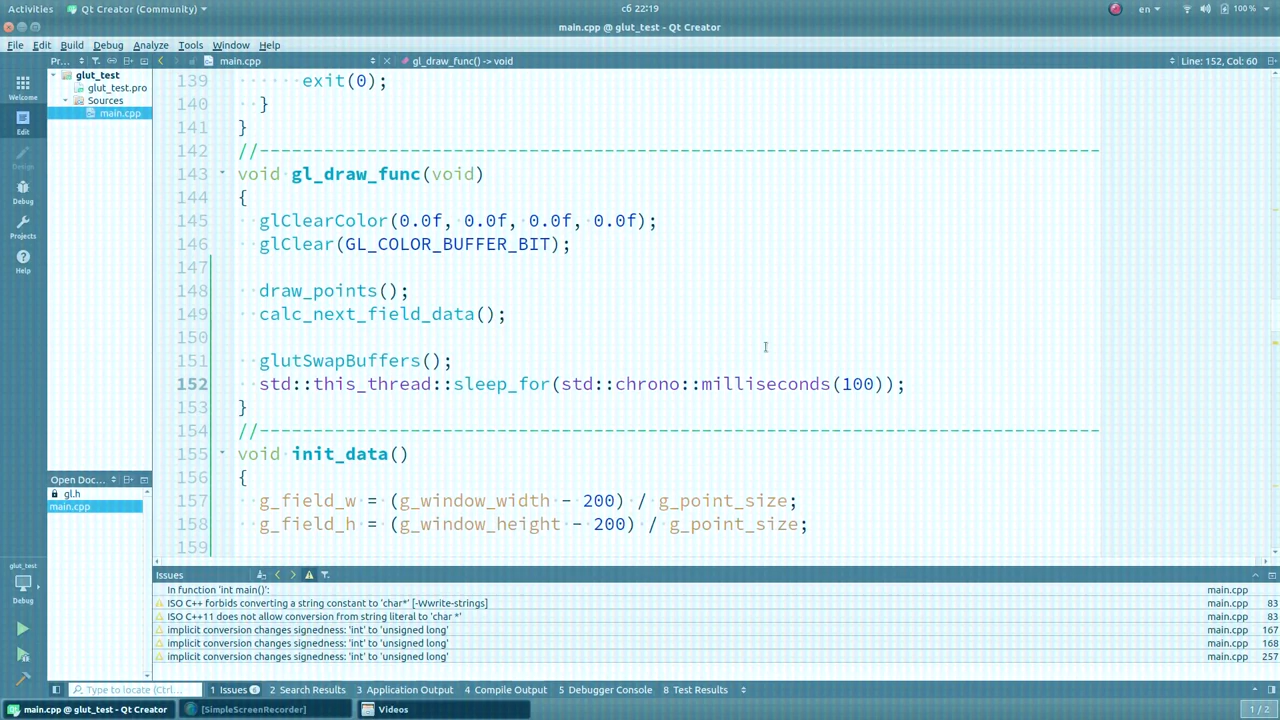 Activities Qt Creator (Community) сб 22:19 en 100 %
main.cpp @ glut_test - Qt Creator
File Edit Build Debug Analyze Tools Window Help
Pr... main.cpp gl_draw_func() -> void Line: 152, Col: 60
Welcome
Edit
Design
Debug
Projects
Help
glut_test
glut_test.pro
Sources
main.cpp
139 exit(0);
140 }
141 }
142 //------------------------------------------------------------------------------
143 void gl_draw_func(void)
144 {
145 glClearColor(0.0f, 0.0f, 0.0f, 0.0f);
146 glClear(GL_COLOR_BUFFER_BIT);
147
148 draw_points();
149 calc_next_field_data();
150
151 glutSwapBuffers();
152 std::this_thread::sleep_for(std::chrono::milliseconds(100));
153 }
154 //------------------------------------------------------------------------------
155 void init_data()
156 {
157 g_field_w = (g_window_width - 200) / g_point_size;
158 g_field_h = (g_window_height - 200) / g_point_size;
159
Open Doc...
gl.h
main.cpp
glut_test
Debug
Issues
In function 'int main()': main.cpp
ISO C++ forbids converting a string constant to 'char*' [-Wwrite-strings] main.cpp 83
ISO C++11 does not allow conversion from string literal to 'char *' main.cpp 83
implicit conversion changes signedness: 'int' to 'unsigned long' main.cpp 167
implicit conversion changes signedness: 'int' to 'unsigned long' main.cpp 168
implicit conversion changes signedness: 'int' to 'unsigned long' main.cpp 257
Type to locate (Ctrl... 1 Issues 6 2 Search Results 3 Application Output 4 Compile Output 5 Debugger Console 8 Test Results
main.cpp @ glut_test - Qt Creator [SimpleScreenRecorder] Videos 1 / 2